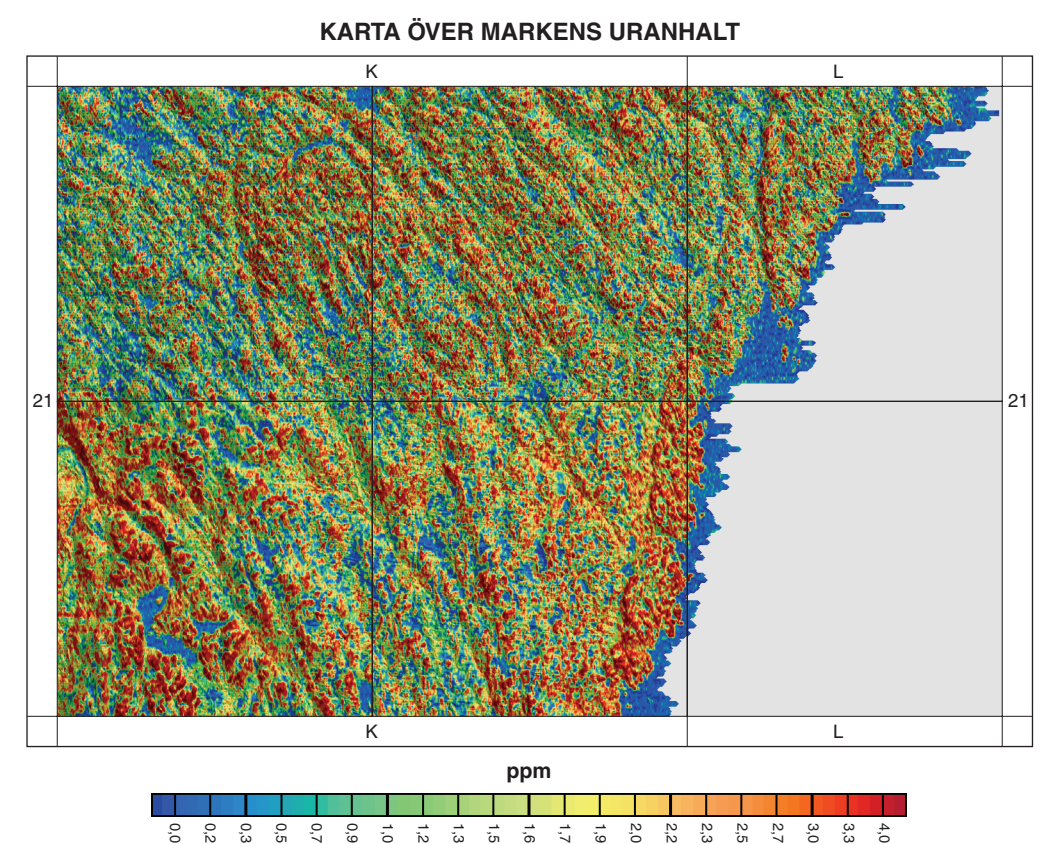 KARTA ÖVER MARKENS URANHALT
K L
21 21
K L
ppm
0,0 0,2 0,3 0,5 0,7 0,9 1,0 1,2 1,3 1,5 1,6 1,7 1,9 2,0 2,2 2,3 2,5 2,7 3,0 3,3 4,0